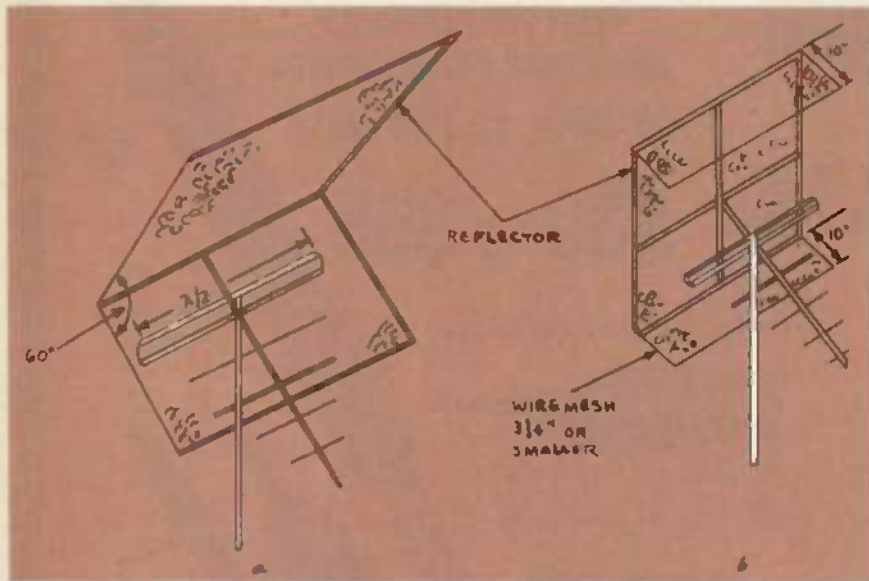 60°
λ/2
REFLECTOR
10"
10"
WIRE MESH
3/4" OR
SMALLER
a
b